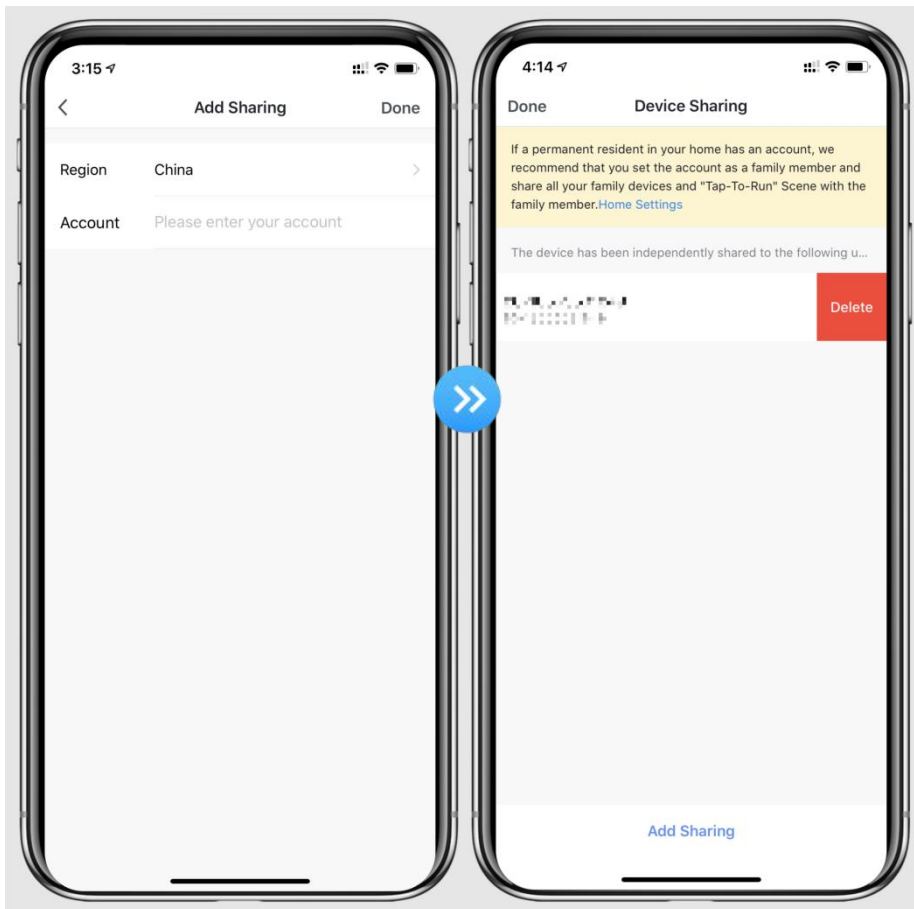 3:15
Add Sharing
Done
Region China
Account Please enter your account
4:14
Done
Device Sharing
If a permanent resident in your home has an account, we
recommend that you set the account as a family member and
share all your family devices and "Tap-To-Run" Scene with the
family member.Home Settings
The device has been independently shared to the following u...
Delete
Add Sharing